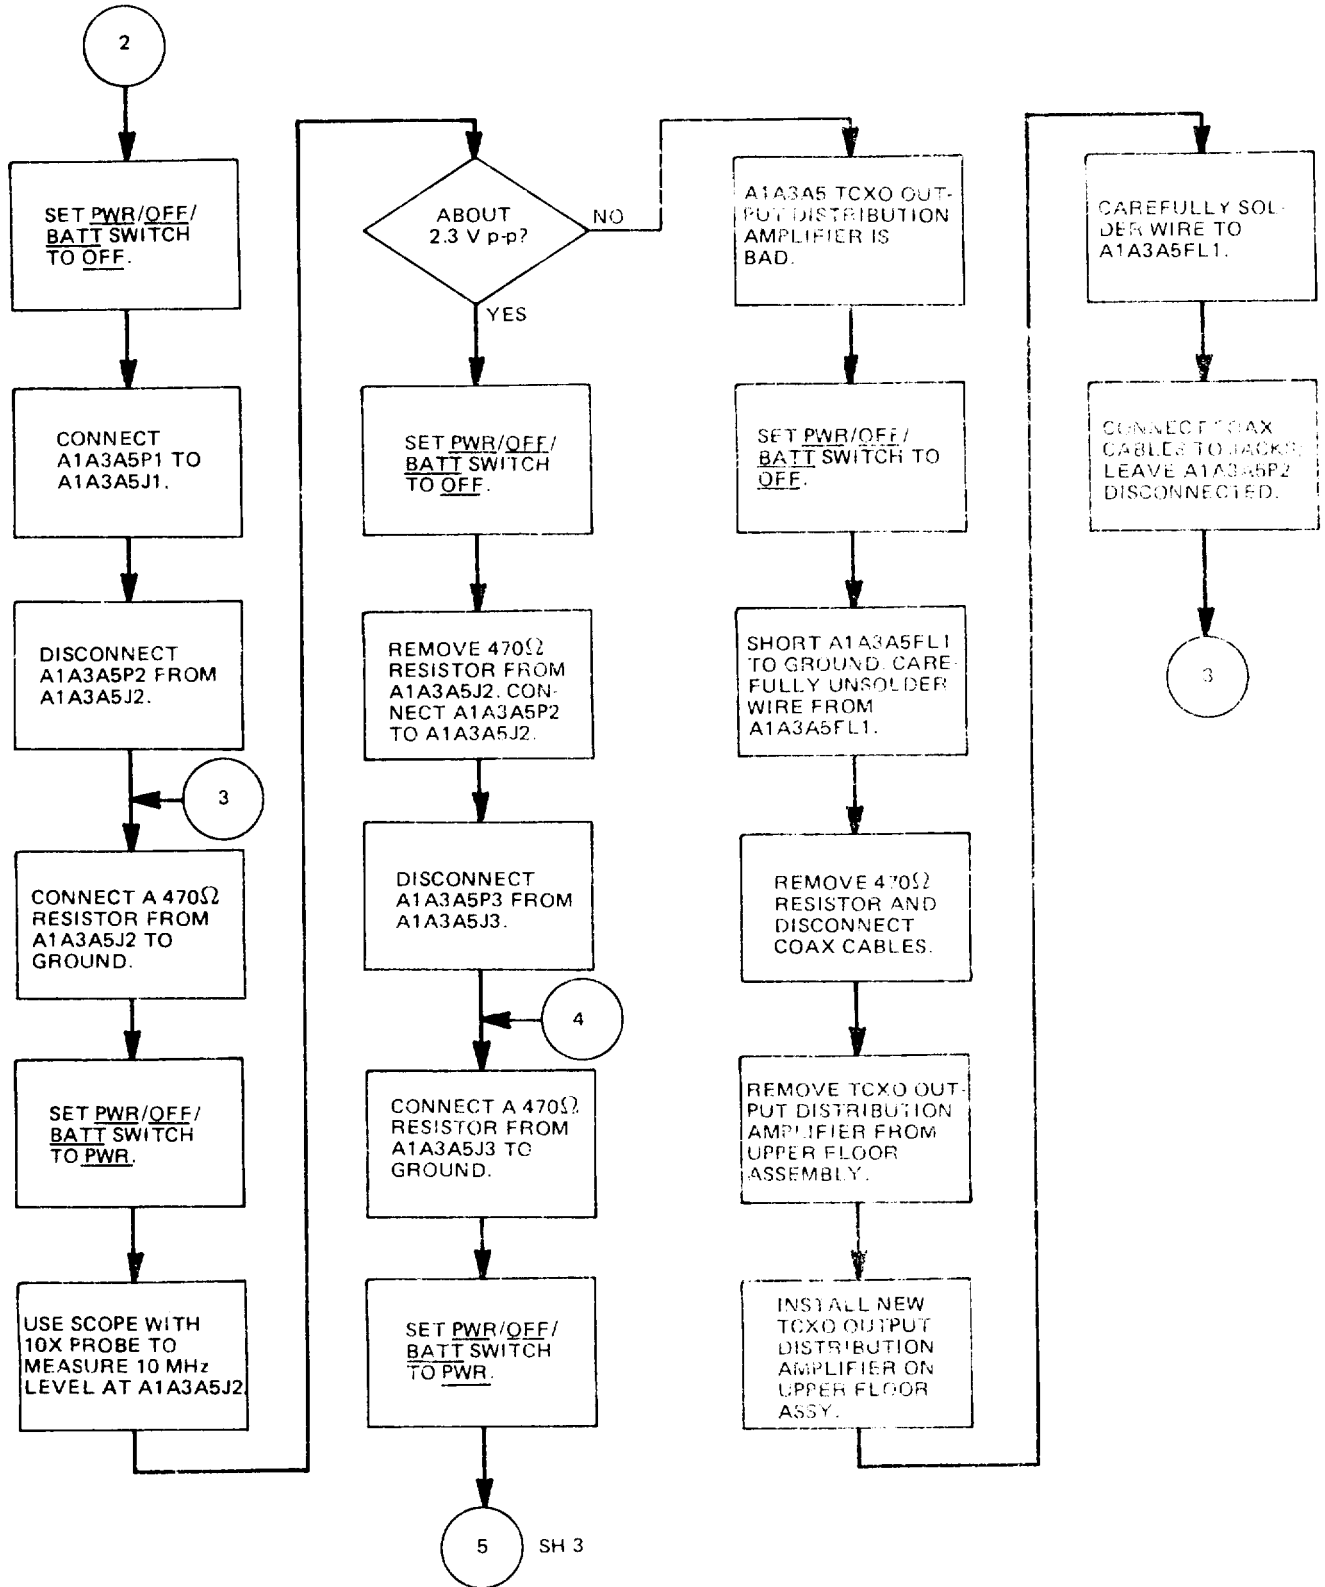 2
SET PWR/OFF/
BATT SWITCH
TO OFF.
CONNECT
A1A3A5P1 TO
A1A3A5J1.
DISCONNECT
A1A3A5P2 FROM
A1A3A5J2.
3
CONNECT A 470Ω
RESISTOR FROM
A1A3A5J2 TO
GROUND.
SET PWR/OFF/
BATT SWITCH
TO PWR.
USE SCOPE WITH
10X PROBE TO
MEASURE 10 MHz
LEVEL AT A1A3A5J2.
ABOUT
2.3 V p-p?
NO
YES
SET PWR/OFF/
BATT SWITCH
TO OFF.
REMOVE 470Ω
RESISTOR FROM
A1A3A5J2. CON-
NECT A1A3A5P2
TO A1A3A5J2.
DISCONNECT
A1A3A5P3 FROM
A1A3A5J3.
4
CONNECT A 470Ω
RESISTOR FROM
A1A3A5J3 TO
GROUND.
SET PWR/OFF/
BATT SWITCH
TO PWR.
5
SH 3
A1A3A5 TCXO OUT-
PUT DISTRIBUTION
AMPLIFIER IS
BAD.
SET PWR/OFF/
BATT SWITCH TO
OFF.
SHORT A1A3A5FL1
TO GROUND. CARE-
FULLY UNSOLDER
WIRE FROM
A1A3A5FL1.
REMOVE 470Ω
RESISTOR AND
DISCONNECT
COAX CABLES.
REMOVE TCXO OUT-
PUT DISTRIBUTION
AMPLIFIER FROM
UPPER FLOOR
ASSEMBLY.
INSTALL NEW
TCXO OUTPUT
DISTRIBUTION
AMPLIFIER ON
UPPER FLOOR
ASSY.
CAREFULLY SOL-
DER WIRE TO
A1A3A5FL1.
CONNECT COAX
CABLES TO JACKS;
LEAVE A1A3A5P2
DISCONNECTED.
3